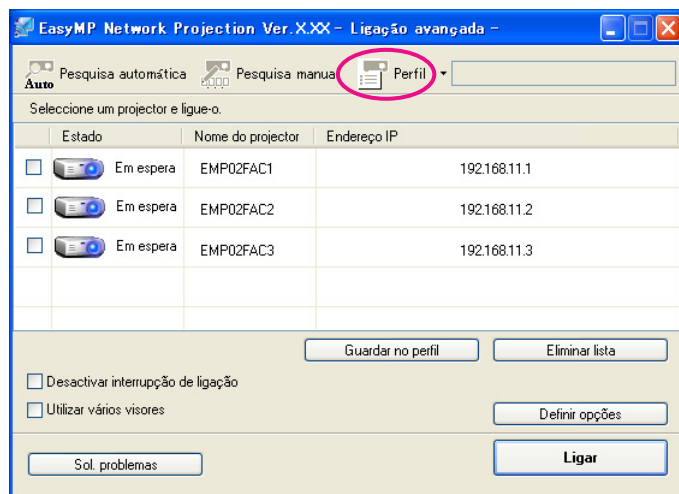 EasyMP Network Projection Ver.X.XX – Ligação avançada –
Auto Pesquisa automática Pesquisa manual Perfil
Seleccione um projector e ligue-o.
Estado Nome do projector Endereço IP
Em espera EMP02FAC1 192.168.11.1
Em espera EMP02FAC2 192.168.11.2
Em espera EMP02FAC3 192.168.11.3
Guardar no perfil Eliminar lista
Desactivar interrupção de ligação
Utilizar vários visores
Definir opções
Sol. problemas Ligar